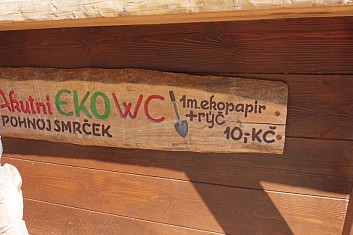 Akutní EKO WC 1m.ekopapír
POHNOJ SMRČEK +rýč
10,-KČ